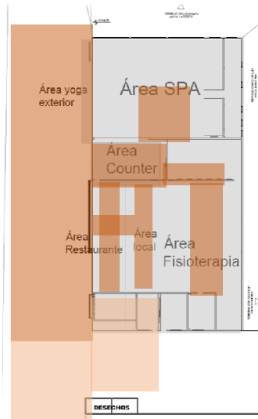 Área yoga
exterior
Área SPA
Área
Counter
Área
Restaurante
Área
local
Área
Fisioterapia
DESECHOS